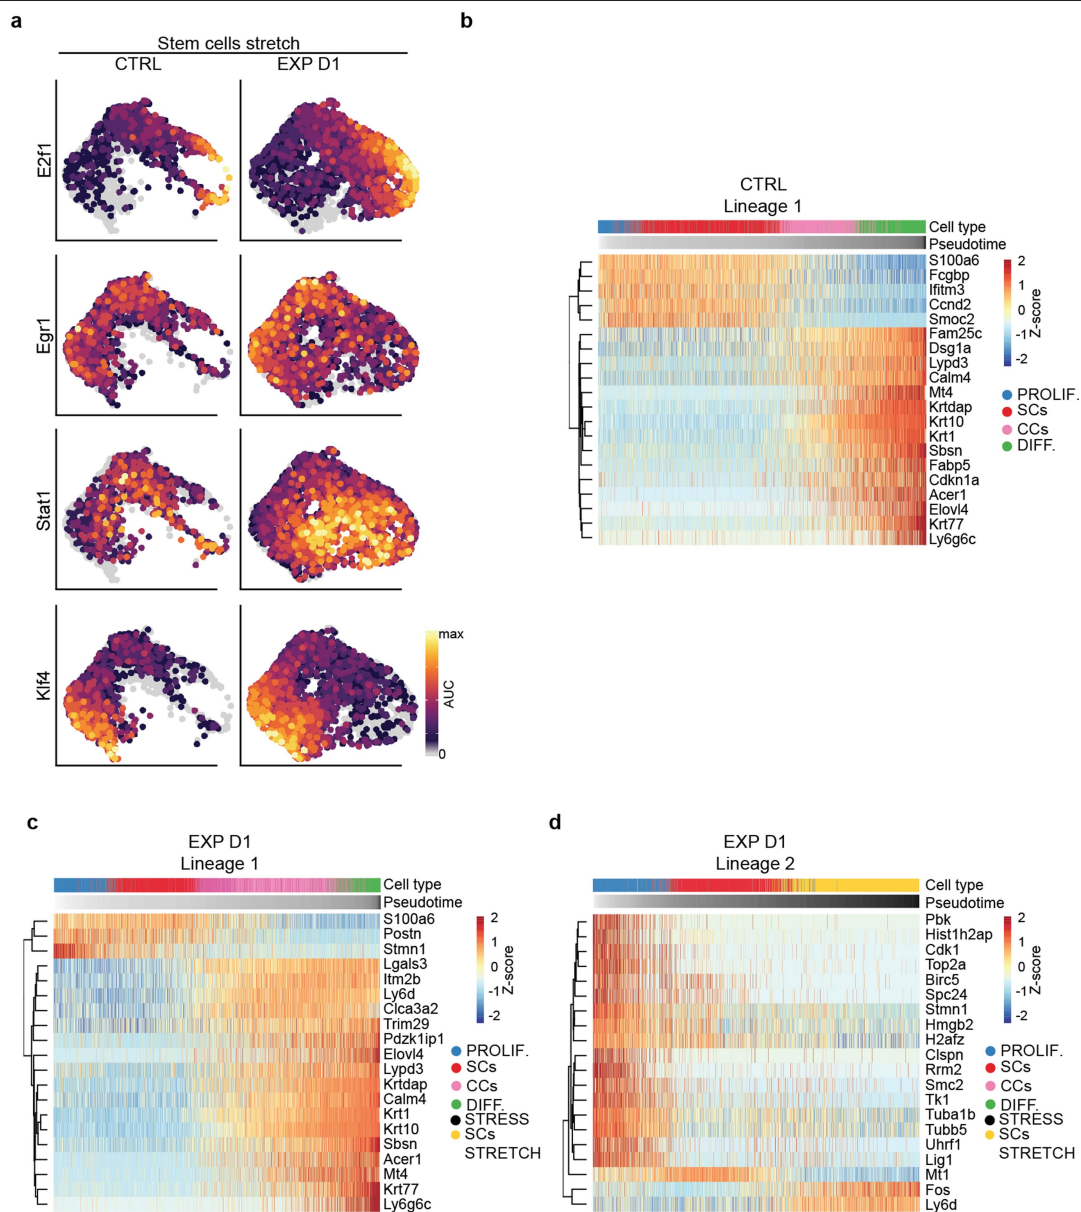 a
Stem cells stretch
CTRL
EXP D1
E2f1
Egr1
Stat1
Klf4
max
AUC
0
b
CTRL
Lineage 1
Cell type
Pseudotime
S100a6
Fcgbp
Ifitm3
Ccnd2
Smoc2
Fam25c
Dsg1a
Lypd3
Calm4
Mt4
Krtdap
Krt10
Krt1
Sbsn
Fabp5
Cdkn1a
Acer1
Elovl4
Krt77
Ly6g6c
2
1
0
-1
-2
Z-score
PROLIF.
SCs
CCs
DIFF.
c
EXP D1
Lineage 1
Cell type
Pseudotime
S100a6
Postn
Stmn1
Lgals3
Itm2b
Ly6d
Clca3a2
Trim29
Pdzk1ip1
Elovl4
Lypd3
Krtdap
Calm4
Krt1
Krt10
Sbsn
Acer1
Mt4
Krt77
Ly6g6c
2
1
0
-1
-2
Z-score
PROLIF.
SCs
CCs
DIFF.
STRESS
SCs
STRETCH
d
EXP D1
Lineage 2
Cell type
Pseudotime
Pbk
Hist1h2ap
Cdk1
Top2a
Birc5
Spc24
Stmn1
Hmgb2
H2afz
Clspn
Rrm2
Smc2
Tk1
Tuba1b
Tubb5
Uhrf1
Lig1
Mt1
Fos
Ly6d
2
1
0
-1
-2
Z-score
PROLIF.
SCs
CCs
DIFF.
STRESS
SCs
STRETCH